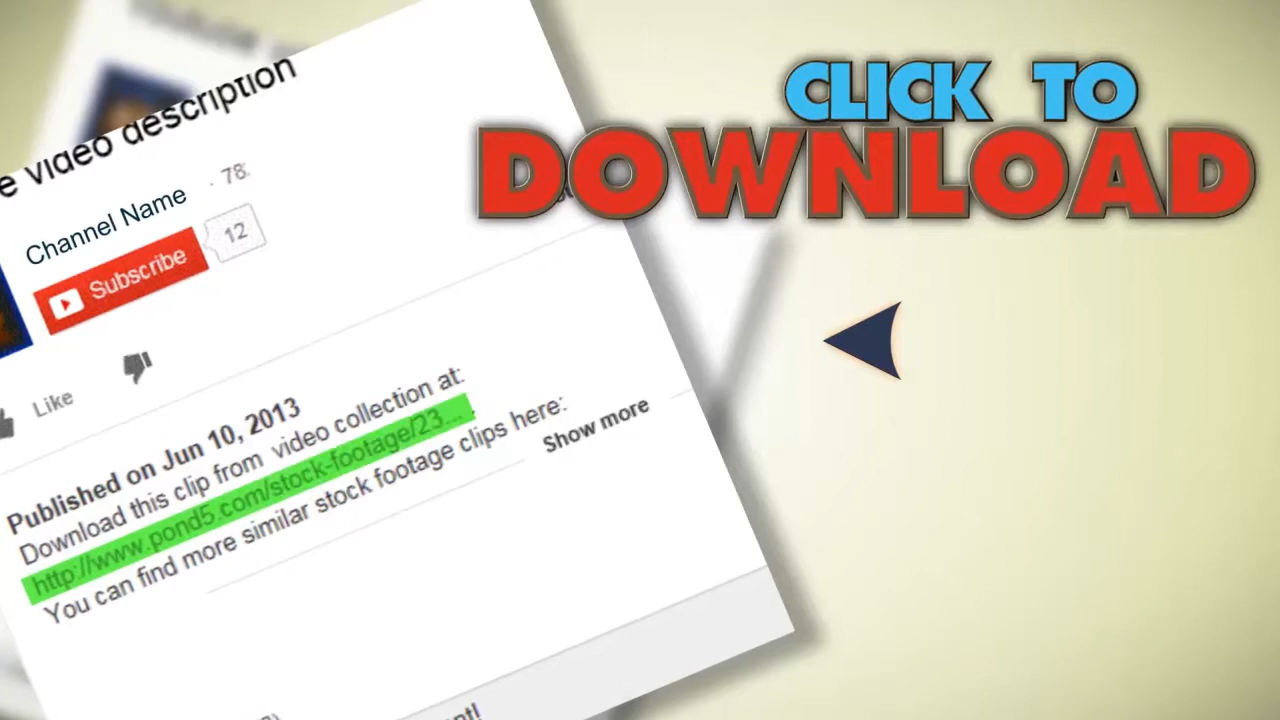 CLICK TO
DOWNLOAD
e video description
Channel Name
78
Subscribe
12
Like
Published on Jun 10, 2013
Download this clip from video collection at:
http://www.pond5.com/stock-footage/23...
You can find more similar stock footage clips here:
Show more